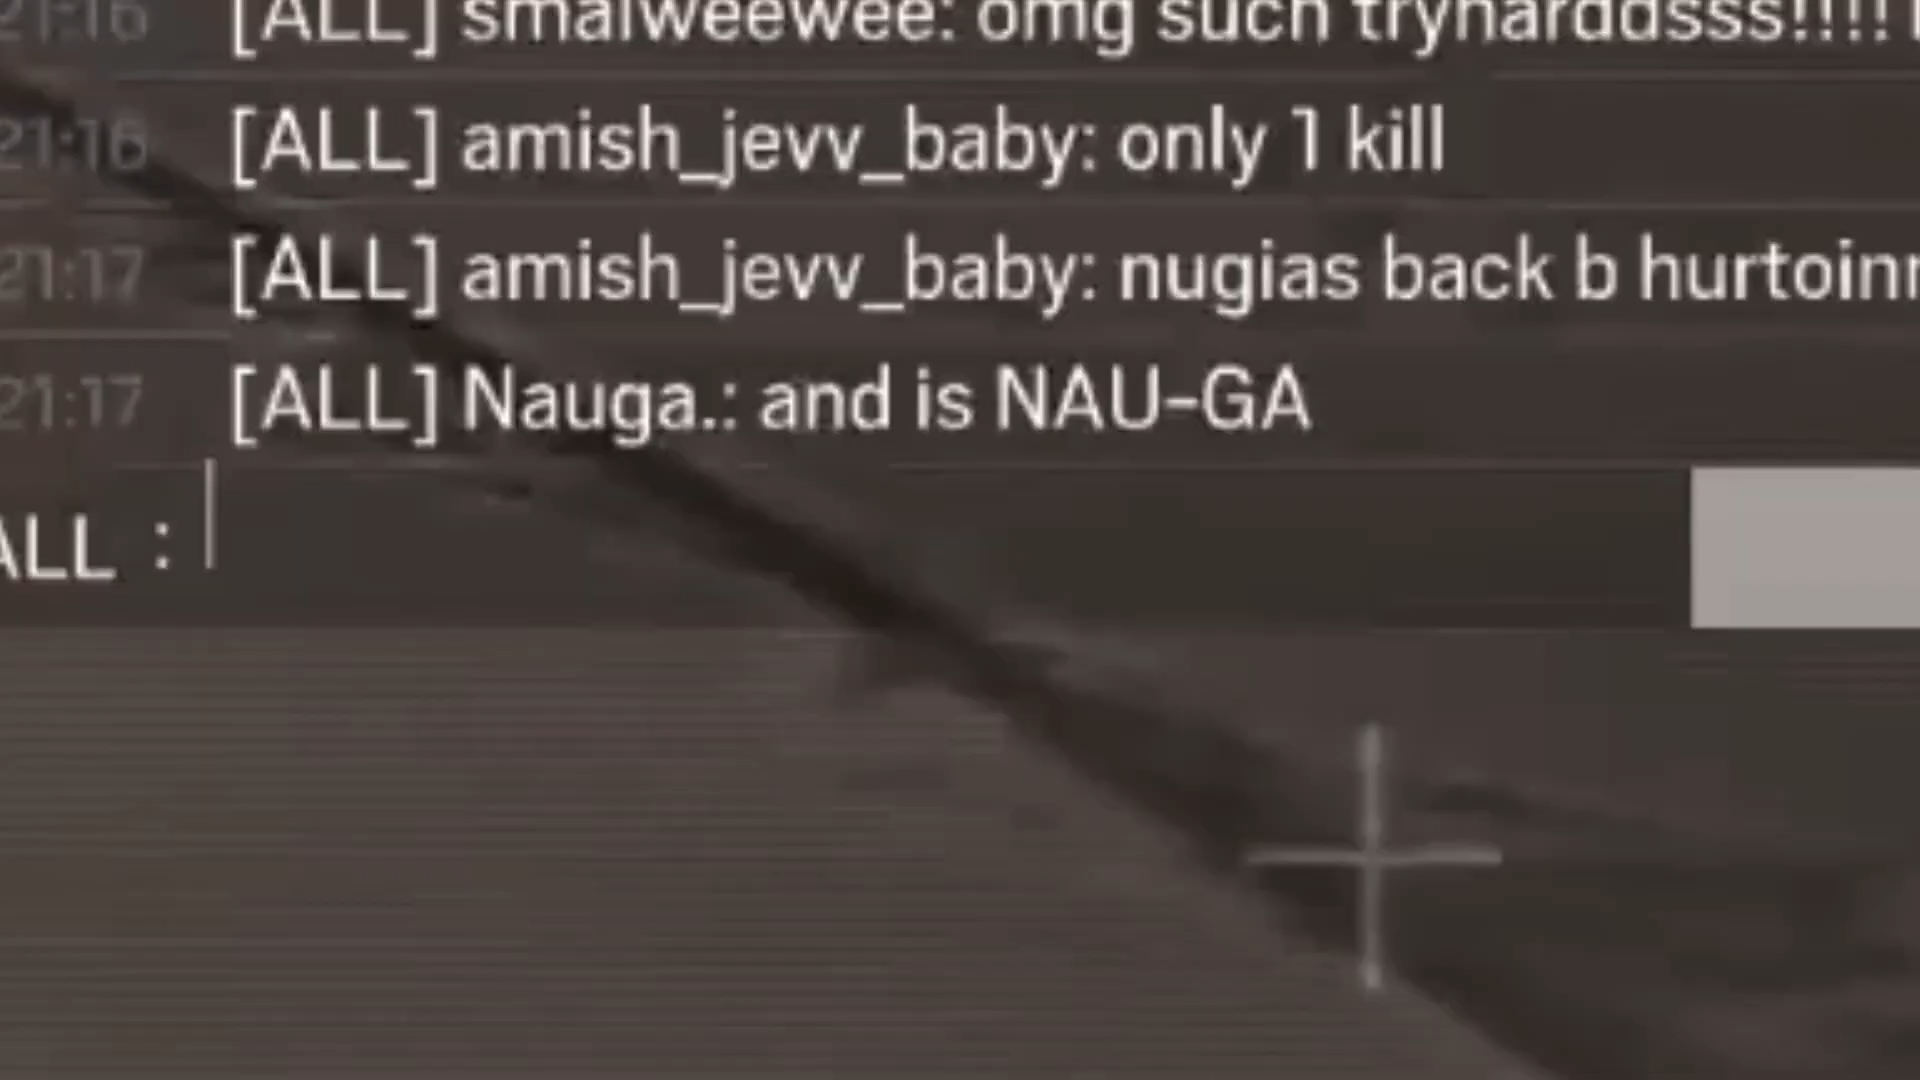 21:16 [ALL] smalweewee: omg such tryharddsss!!!!
21:16 [ALL] amish_jevv_baby: only 1 kill
21:17 [ALL] amish_jevv_baby: nugias back b hurtoinn
21:17 [ALL] Nauga.: and is NAU-GA
ALL :